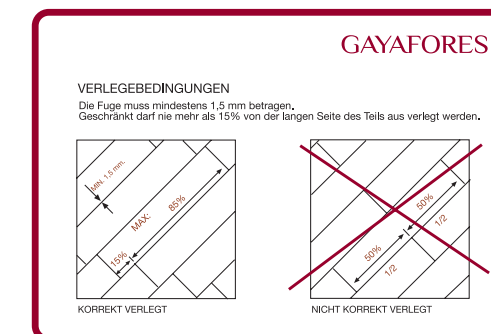 GAYAFORES
VERLEGEBEDINGUNGEN
Die Fuge muss mindestens 1,5 mm betragen.
Geschränkt darf nie mehr als 15% von der langen Seite des Teils aus verlegt werden.
MIN. 1,5 mm.
MAX:
85%
15%
50%
1/2
50%
1/2
KORREKT VERLEGT
NICHT KORREKT VERLEGT